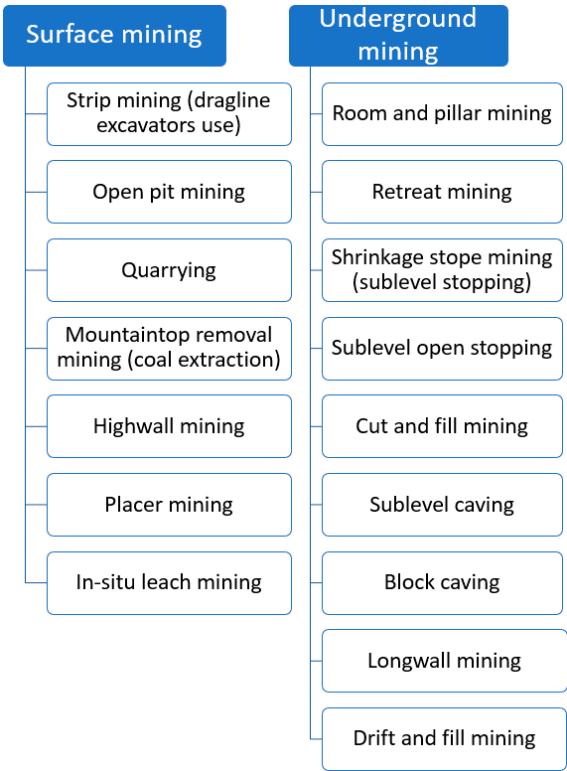 Surface mining
Strip mining (dragline
excavators use)
Open pit mining
Quarrying
Mountaintop removal
mining (coal extraction)
Highwall mining
Placer mining
In-situ leach mining
Underground
mining
Room and pillar mining
Retreat mining
Shrinkage stope mining
(sublevel stopping)
Sublevel open stopping
Cut and fill mining
Sublevel caving
Block caving
Longwall mining
Drift and fill mining